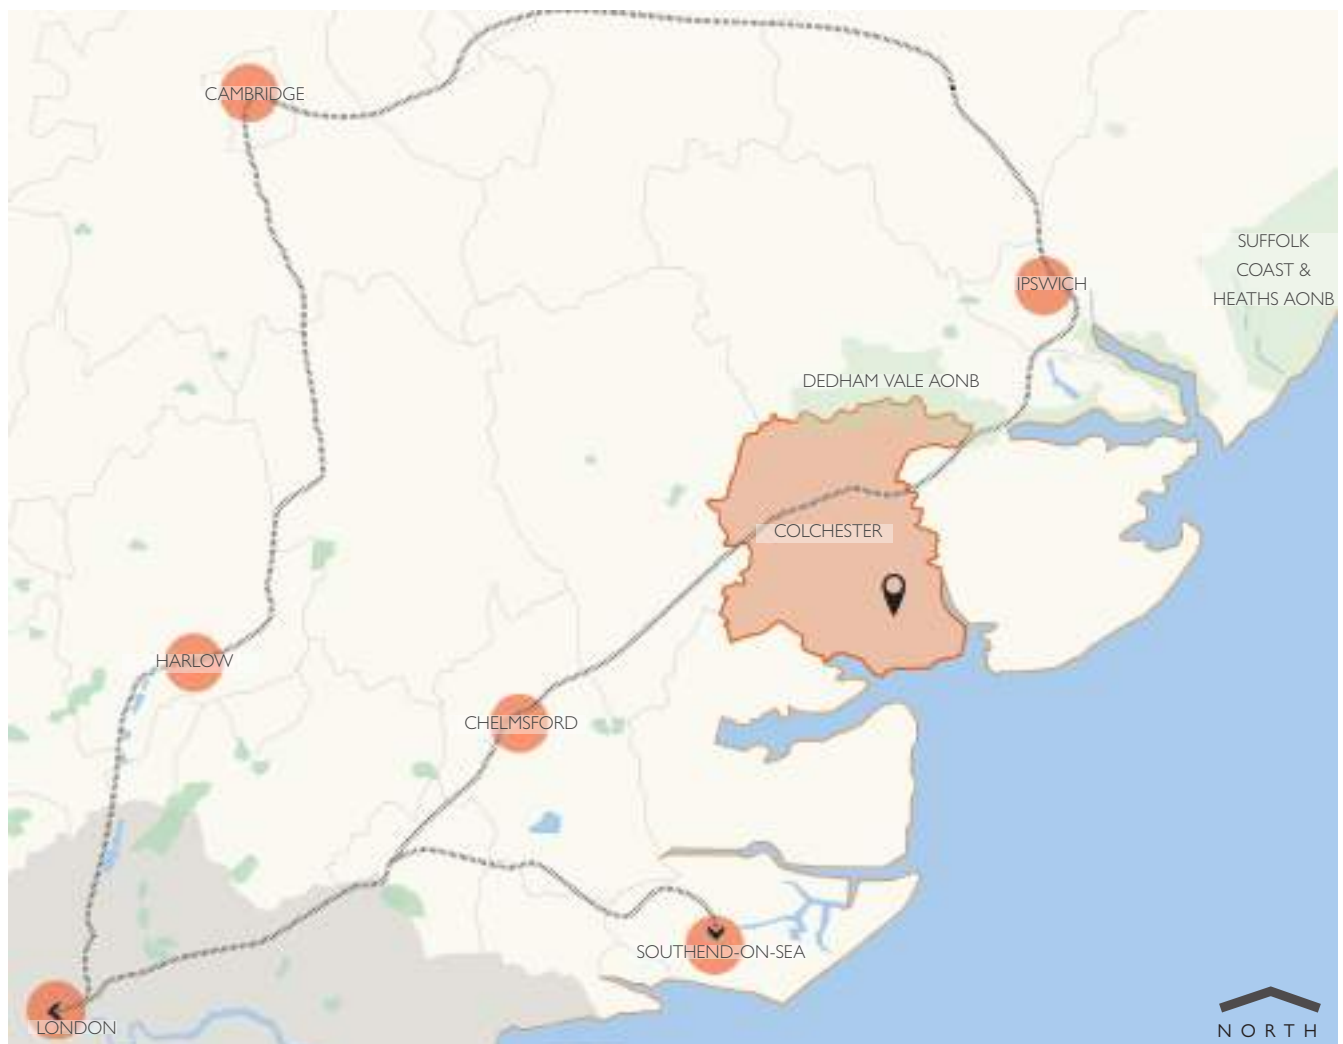 CAMBRIDGE
SUFFOLK
COAST &
HEATHS AONB
IPSWICH
DEDHAM VALE AONB
COLCHESTER
HARLOW
CHELMSFORD
SOUTHEND-ON-SEA
LONDON
NORTH